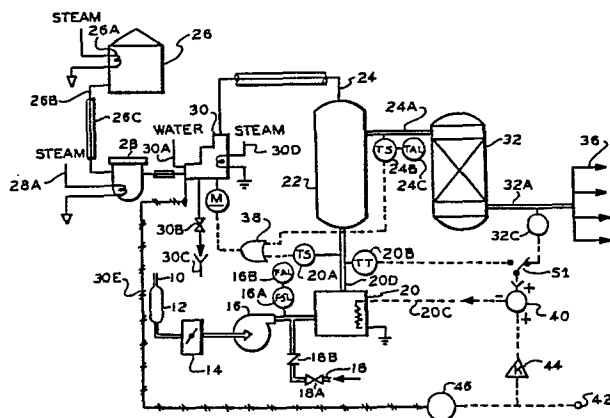 STEAM
26A
26
26B
26C
24
30
WATER
28
30A
STEAM
30D
24A
32
36
TS
TAL
24B
24C
STEAM
28A
22
32A
M
38
30B
30C
TS
TT
20B
32C
S1
20A
20D
FAL
16B
FSL
16A
30E
10
12
16
20
20C
-
+
+
40
14
18B
18
18A
K
44
46
42